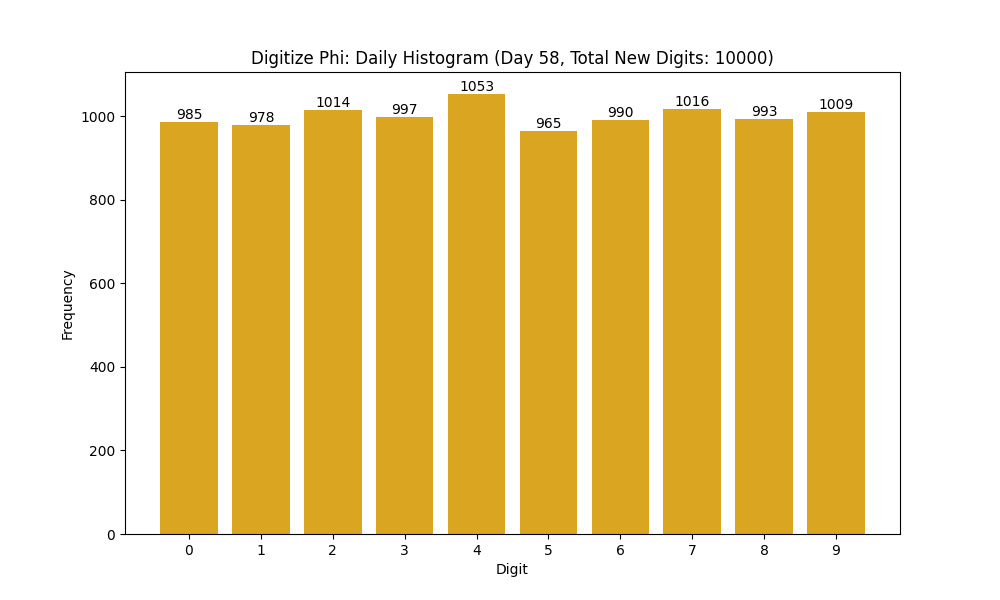 Digitize Phi: Daily Histogram (Day 58, Total New Digits: 10000)
985 978 1014 997 1053 965 990 1016 993 1009
1000
800
600
400
200
0
Frequency
0 1 2 3 4 5 6 7 8 9
Digit